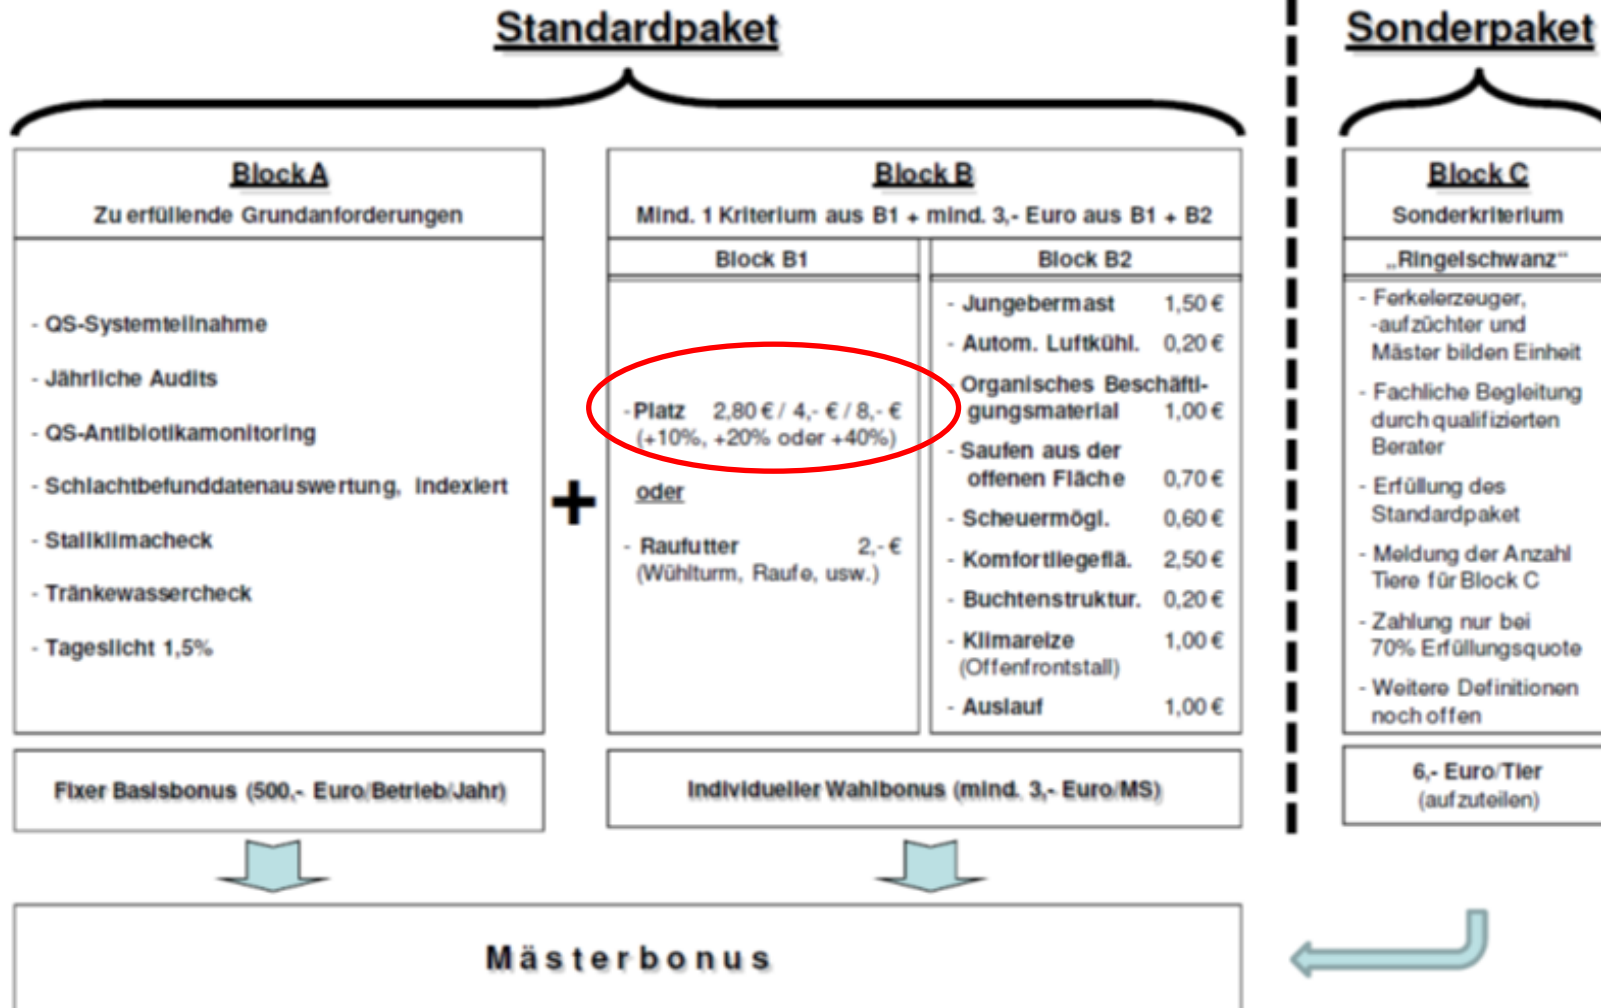 Standardpaket
Sonderpaket
Block A
Zu erfüllende Grundanforderungen
- QS-Systemteilnahme
- Jährliche Audits
- QS-Antibiotikamonitoring
- Schlachtbefunddatenauswertung, indexiert
- Stallklimacheck
- Tränkewassercheck
- Tageslicht 1,5%
Fixer Basisbonus (500,- Euro/Betrieb/Jahr)
+
Block B
Mind. 1 Kriterium aus B1 + mind. 3,- Euro aus B1 + B2
Block B1
- Platz 2,80 € / 4,- € / 8,- €
(+10%, +20% oder +40%)
oder
- Raufutter 2,- €
(Wühlturm, Raufe, usw.)
Block B2
- Jungebermast 1,50 €
- Autom. Luftkühl. 0,20 €
- Organisches Beschäfti-
gungsmaterial 1,00 €
- Saufen aus der
offenen Fläche 0,70 €
- Scheuermögl. 0,60 €
- Komfortliegeflä. 2,50 €
- Buchtenstruktur. 0,20 €
- Klimareize 1,00 €
(Offenfrontstall)
- Auslauf 1,00 €
Individueller Wahlbonus (mind. 3,- Euro/MS)
Block C
Sonderkriterium
„Ringelschwanz“
- Ferkelerzeuger,
-aufzüchter und
Mäster bilden Einheit
- Fachliche Begleitung
durch qualifizierten
Berater
- Erfüllung des
Standardpaket
- Meldung der Anzahl
Tiere für Block C
- Zahlung nur bei
70% Erfüllungsquote
- Weitere Definitionen
noch offen
6,- Euro/Tier
(aufzuteilen)
Mästerbonus